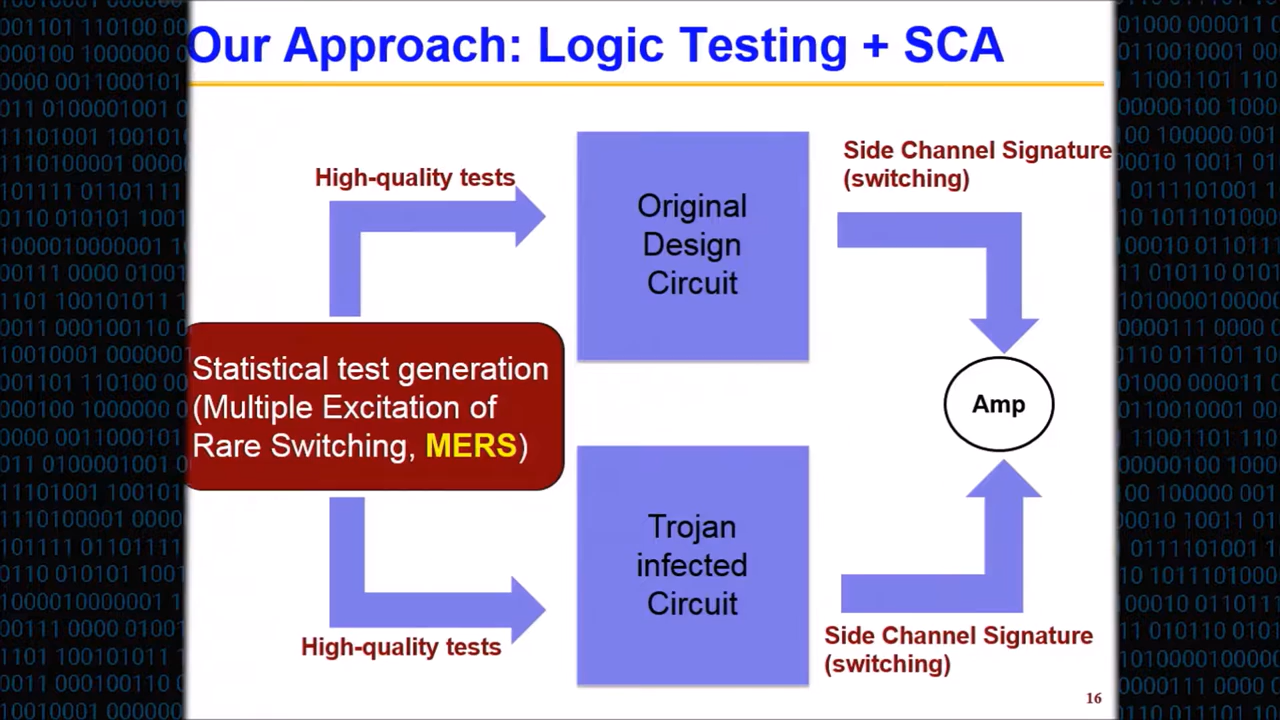 Our Approach: Logic Testing + SCA
High-quality tests
Original
Design
Circuit
Side Channel Signature
(switching)
Statistical test generation
(Multiple Excitation of
Rare Switching, MERS)
Amp
Trojan
infected
Circuit
High-quality tests
Side Channel Signature
(switching)
16